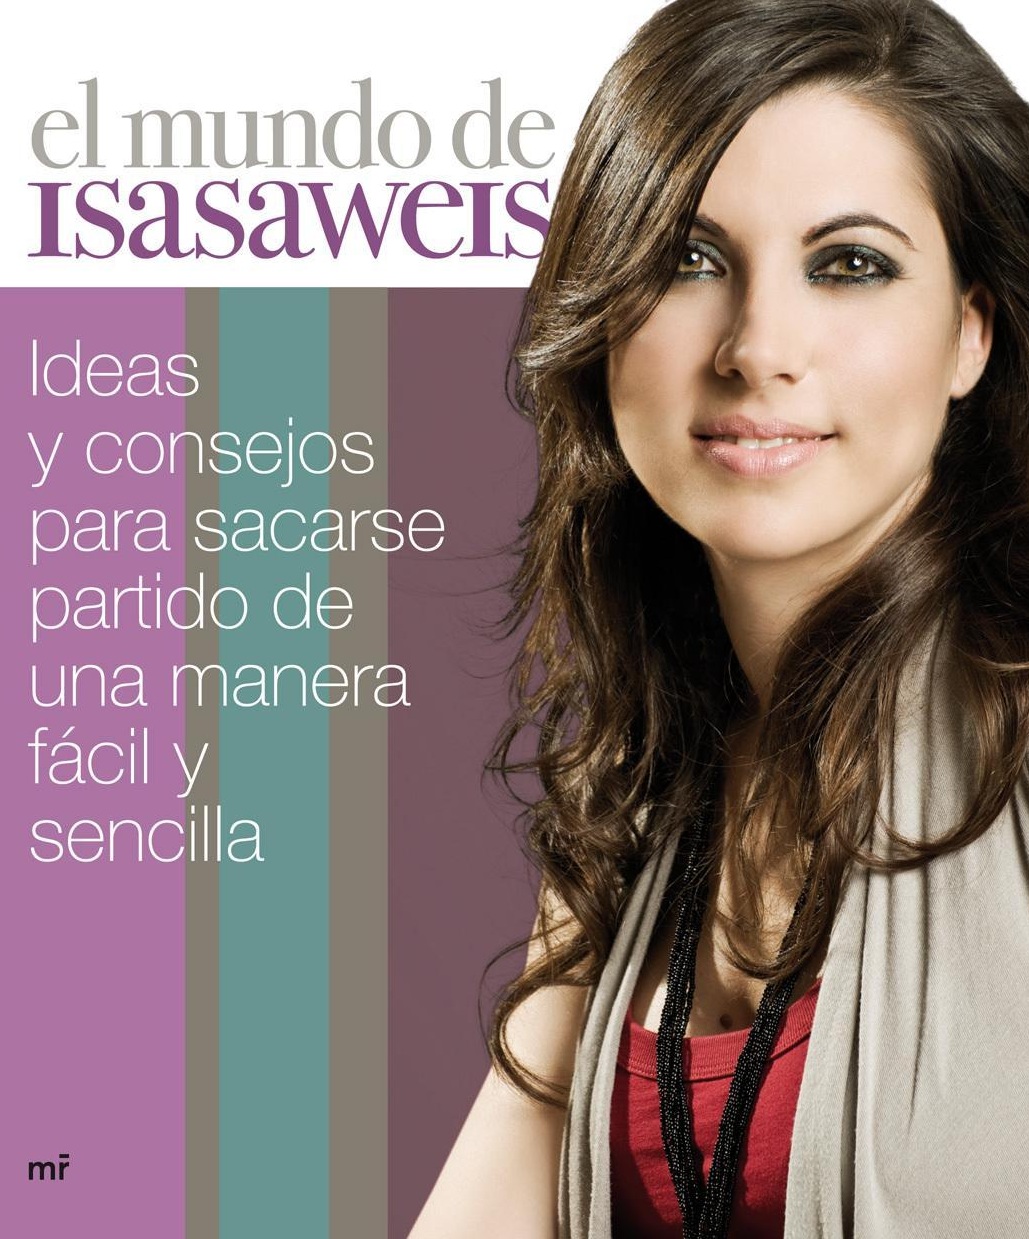 el mundo de
ISASAWEIS
Ideas
y consejos
para sacarse
partido de
una manera
fácil y
sencilla
mr̄